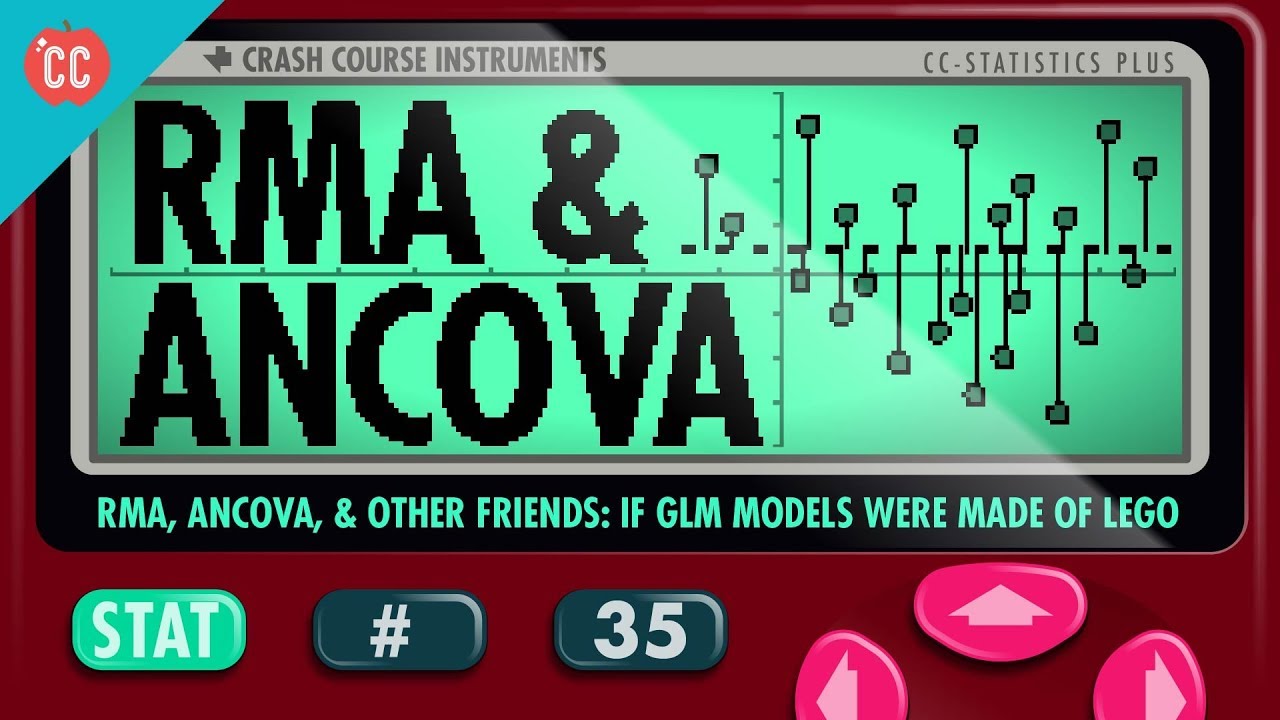 CC
CRASH COURSE INSTRUMENTS
CC-STATISTICS PLUS
RMA &
ANCOVA
RMA, ANCOVA, & OTHER FRIENDS: IF GLM MODELS WERE MADE OF LEGO
STAT
#
35